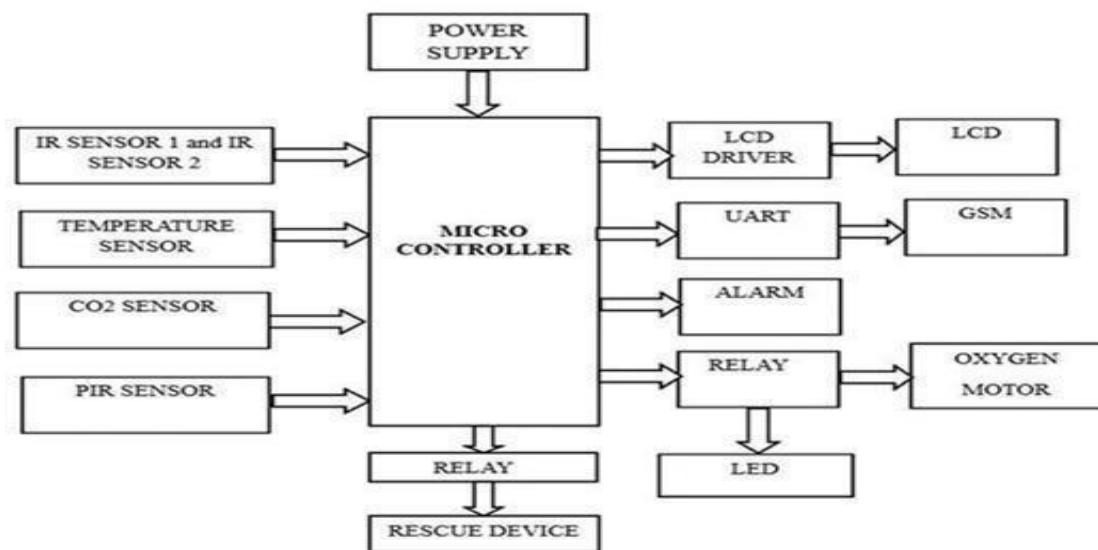 POWER
SUPPLY
IR SENSOR 1 and IR
SENSOR 2
TEMPERATURE
SENSOR
CO2 SENSOR
PIR SENSOR
MICRO
CONTROLLER
LCD
DRIVER
LCD
UART
GSM
ALARM
RELAY
OXYGEN
MOTOR
LED
RELAY
RESCUE DEVICE